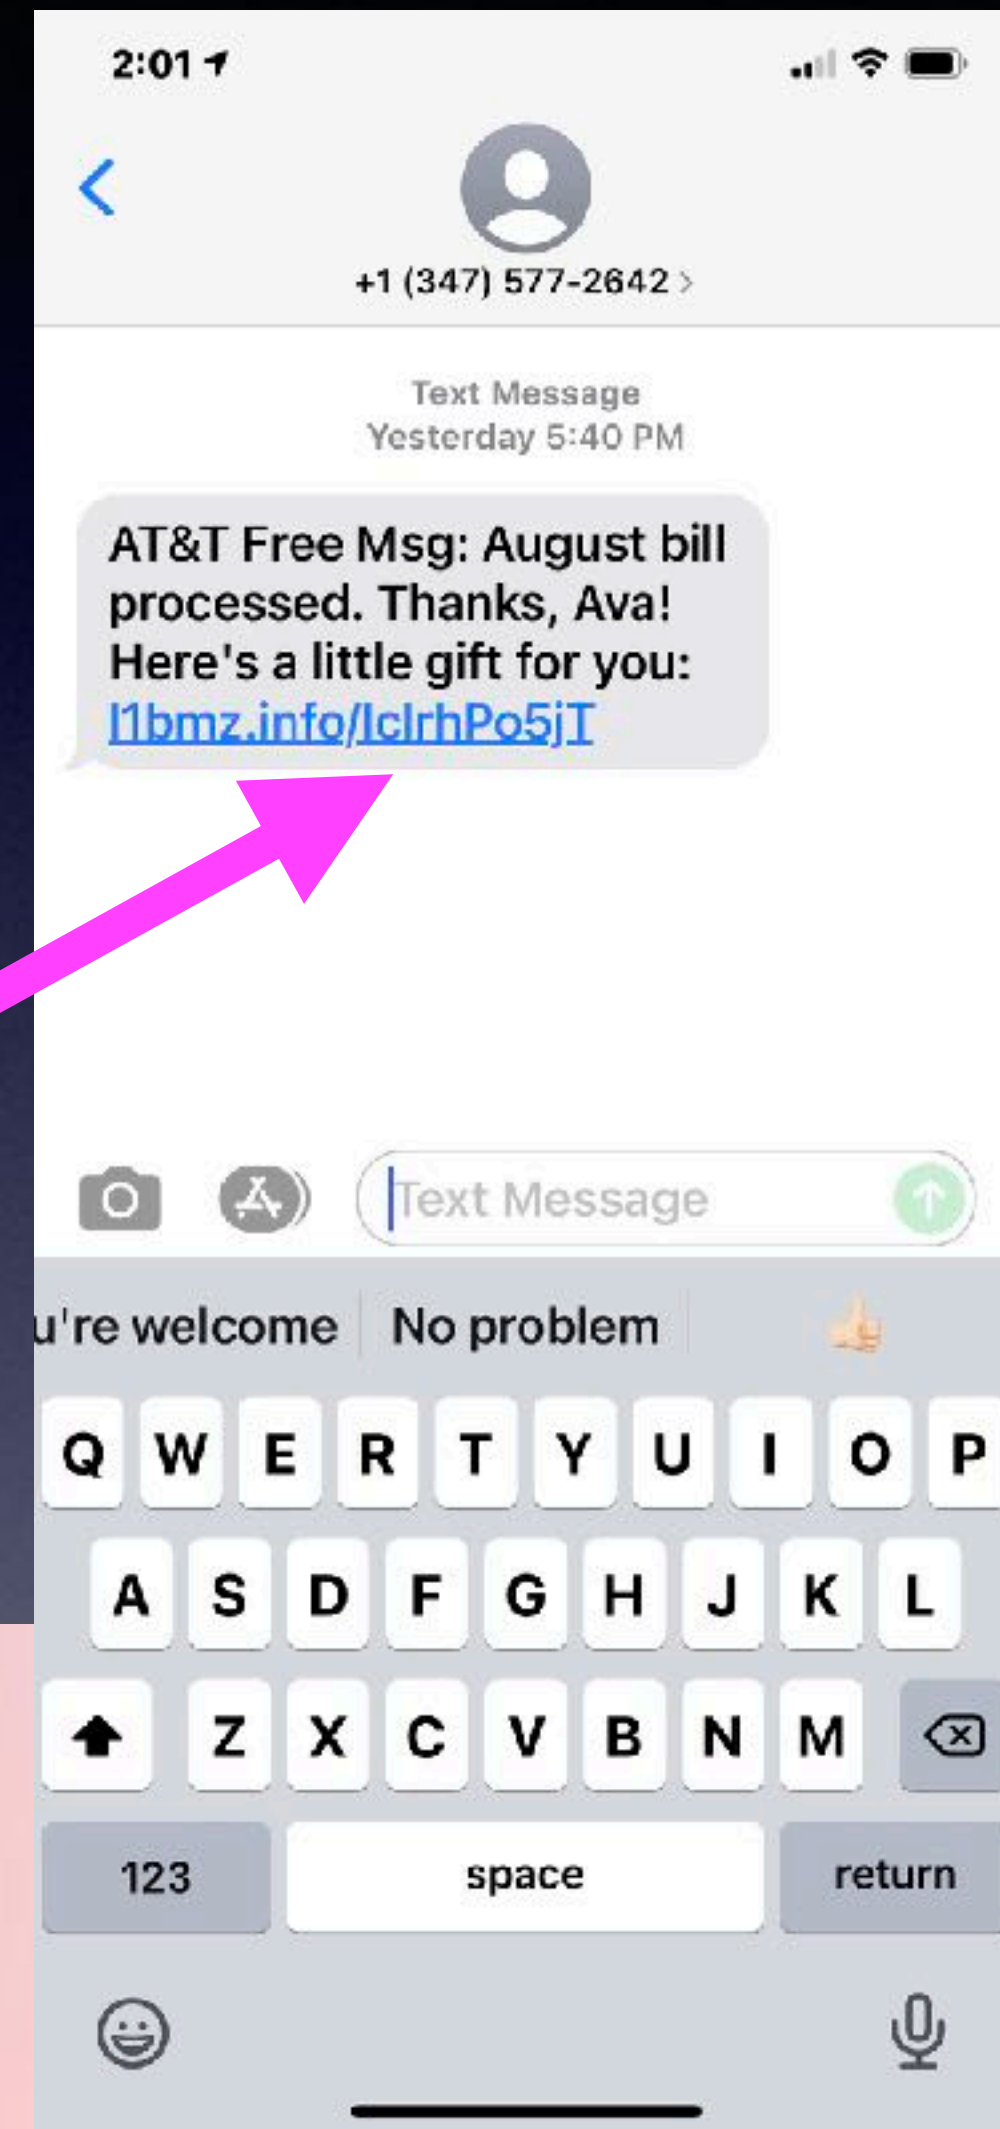 2:01
+1 (347) 577-2642
Text Message
Yesterday 5:40 PM
AT&T Free Msg: August bill
processed. Thanks, Ava!
Here's a little gift for you:
l1bmz.info/lclrhPo5jT
Text Message
u're welcome No problem
Q W E R T Y U I O P
A S D F G H J K L
Z X C V B N M
123 space return